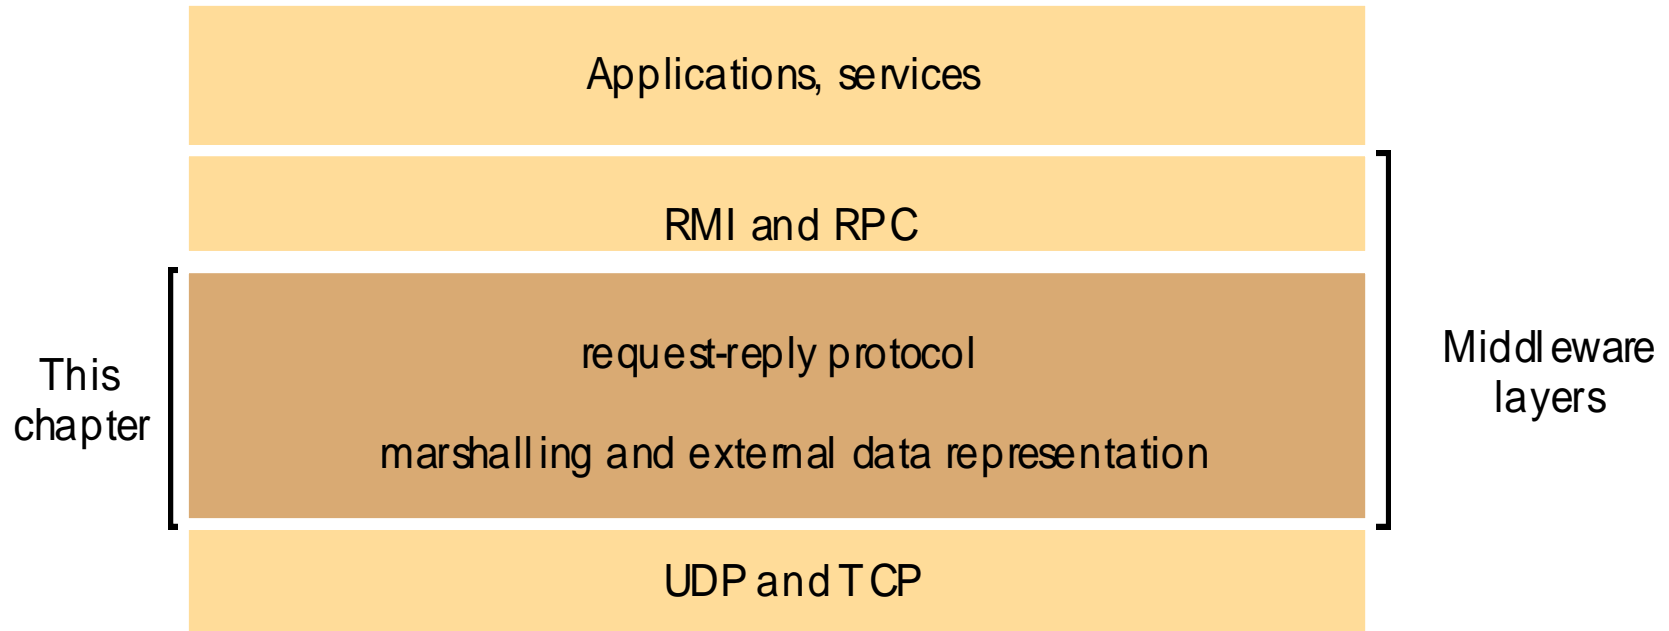 Applications, services
RMI and RPC
This
chapter
request-reply protocol
marshalling and external data representation
Middleware
layers
UDP and TCP